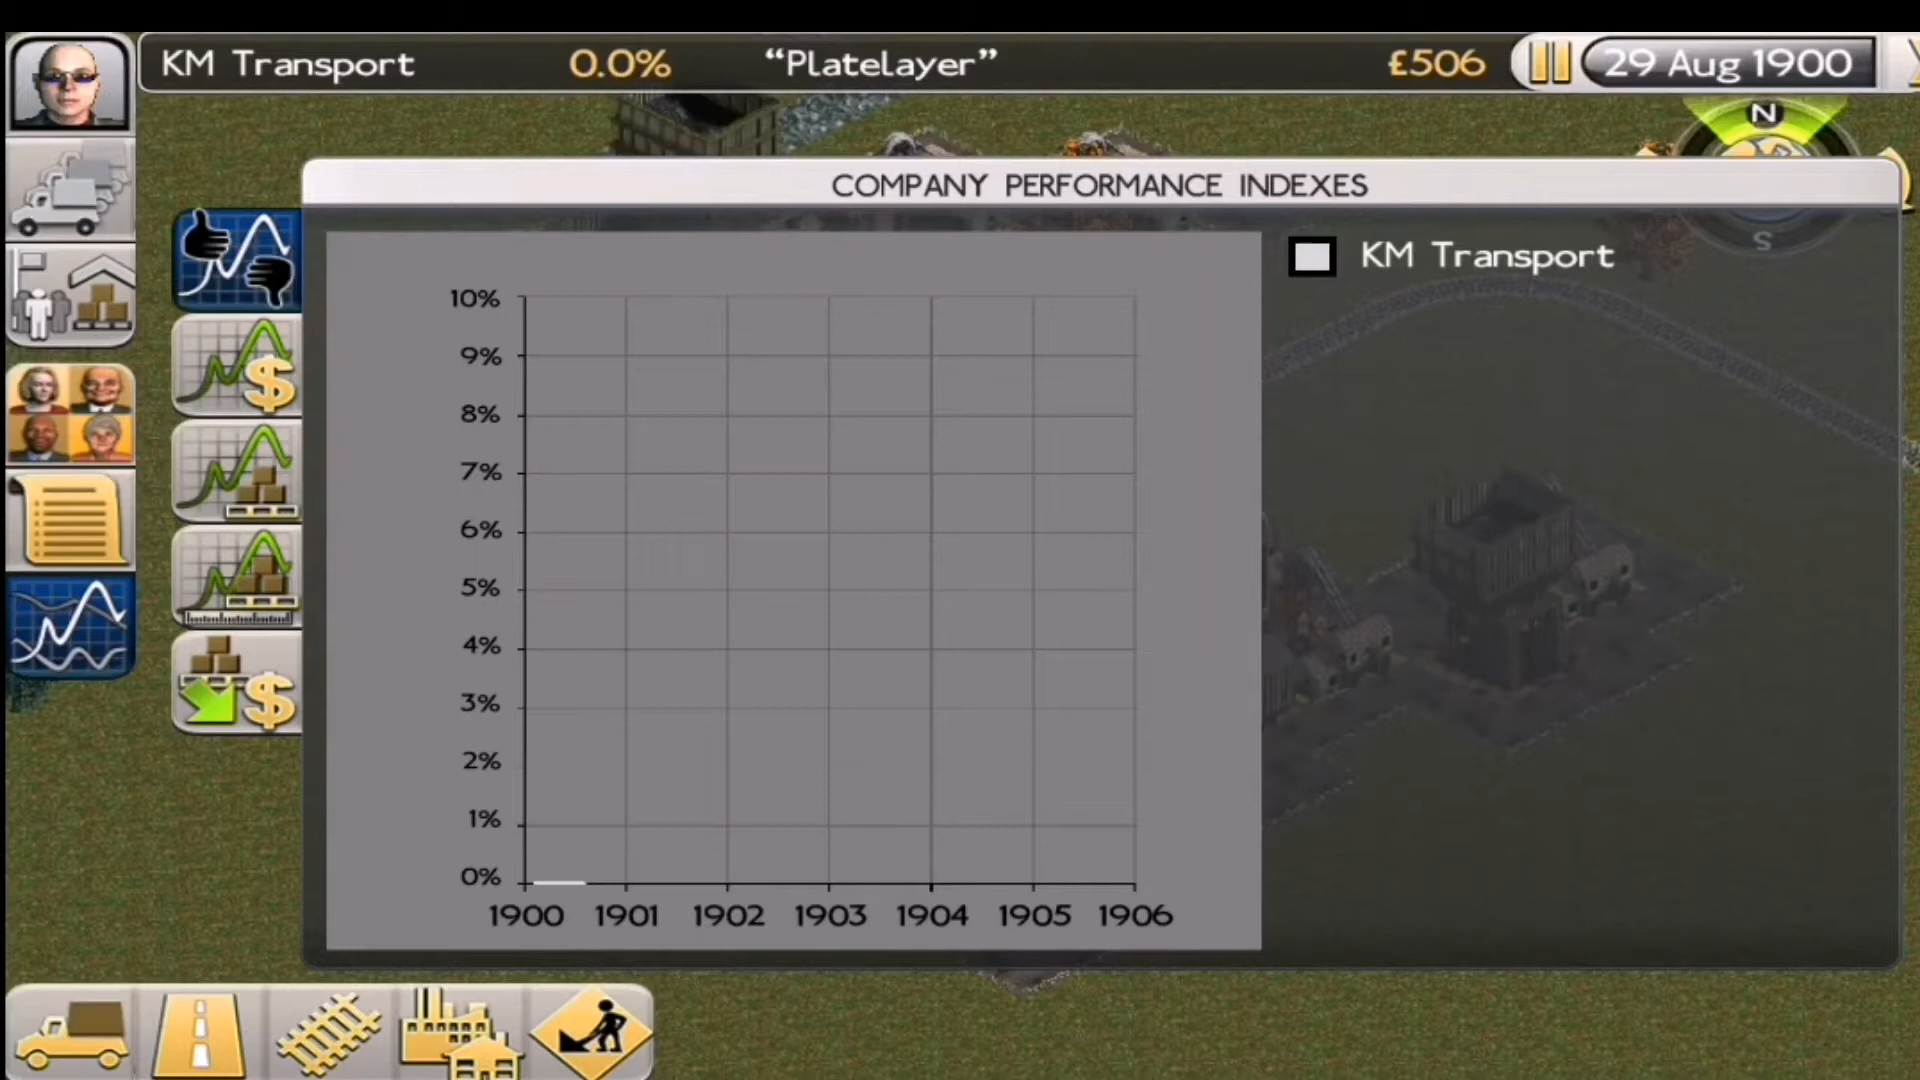 KM Transport 0.0% “Platelayer” £506 29 Aug 1900
N
COMPANY PERFORMANCE INDEXES
S
KM Transport
10%
9%
8%
7%
6%
5%
4%
3%
2%
1%
0%
1900 1901 1902 1903 1904 1905 1906
$
$